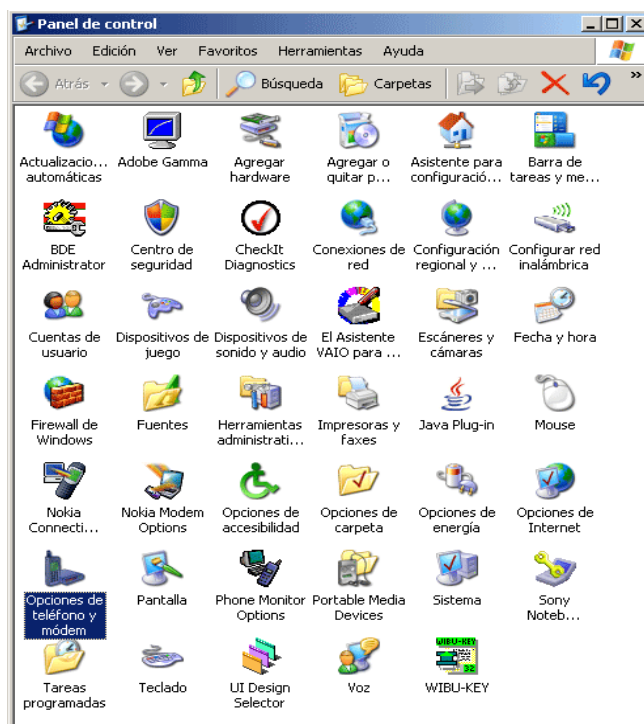 Panel de control
Archivo Edición Ver Favoritos Herramientas Ayuda
Atrás Búsqueda Carpetas »
Actualizacio... automáticas
Adobe Gamma
Agregar hardware
Agregar o quitar p...
Asistente para configuració...
Barra de tareas y me...
BDE Administrator
Centro de seguridad
CheckIt Diagnostics
Conexiones de red
Configuración regional y ...
Configurar red inalámbrica
Cuentas de usuario
Dispositivos de juego
Dispositivos de sonido y audio
El Asistente VAIO para ...
Escáneres y cámaras
Fecha y hora
Firewall de Windows
Fuentes
Herramientas administrati...
Impresoras y faxes
Java Plug-in
Mouse
Nokia Connecti...
Nokia Modem Options
Opciones de accesibilidad
Opciones de carpeta
Opciones de energía
Opciones de Internet
Opciones de teléfono y módem
Pantalla
Phone Monitor Options
Portable Media Devices
Sistema
Sony Noteb...
Tareas programadas
Teclado
UI Design Selector
Voz
WIBU-KEY
32
WIBU-KEY